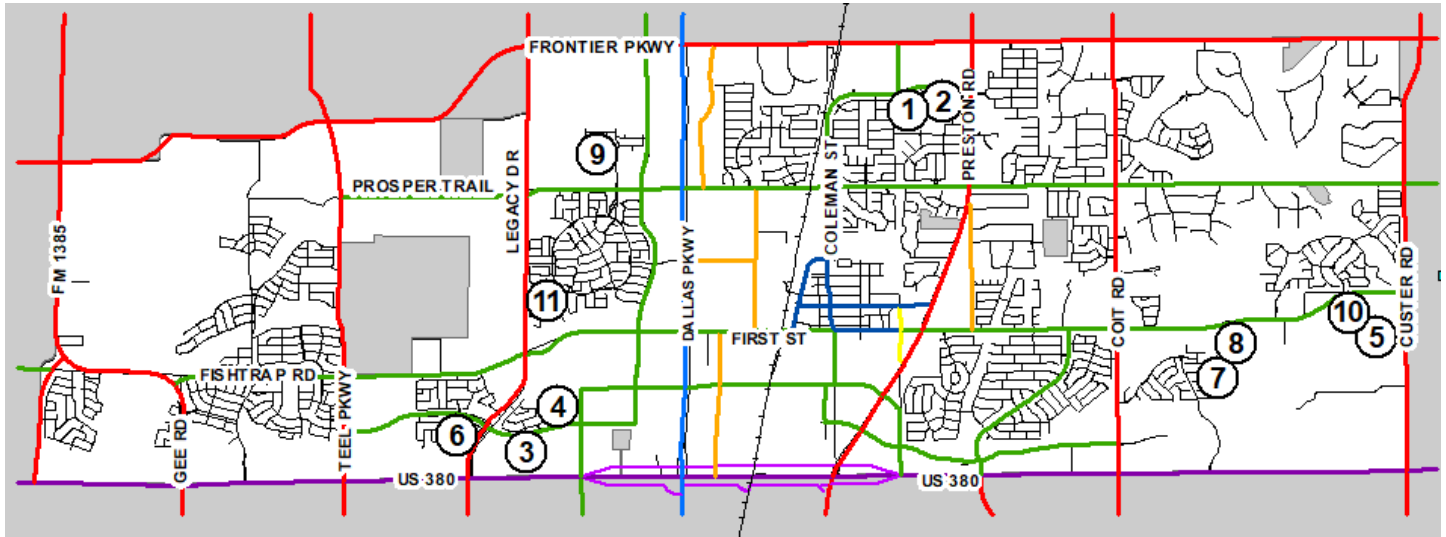 FRONTIER PKWY
1
2
PRESTON RD
9
COLEMAN ST
PROSPER TRAIL
LEGACY DR
FM 1385
DALLAS PKWY
11
COIT RD
CUSTER RD
10
FIRST ST
8
5
FISHTRAP RD
7
TEEL PKWY
4
6
3
GEE RD
US 380
US 380